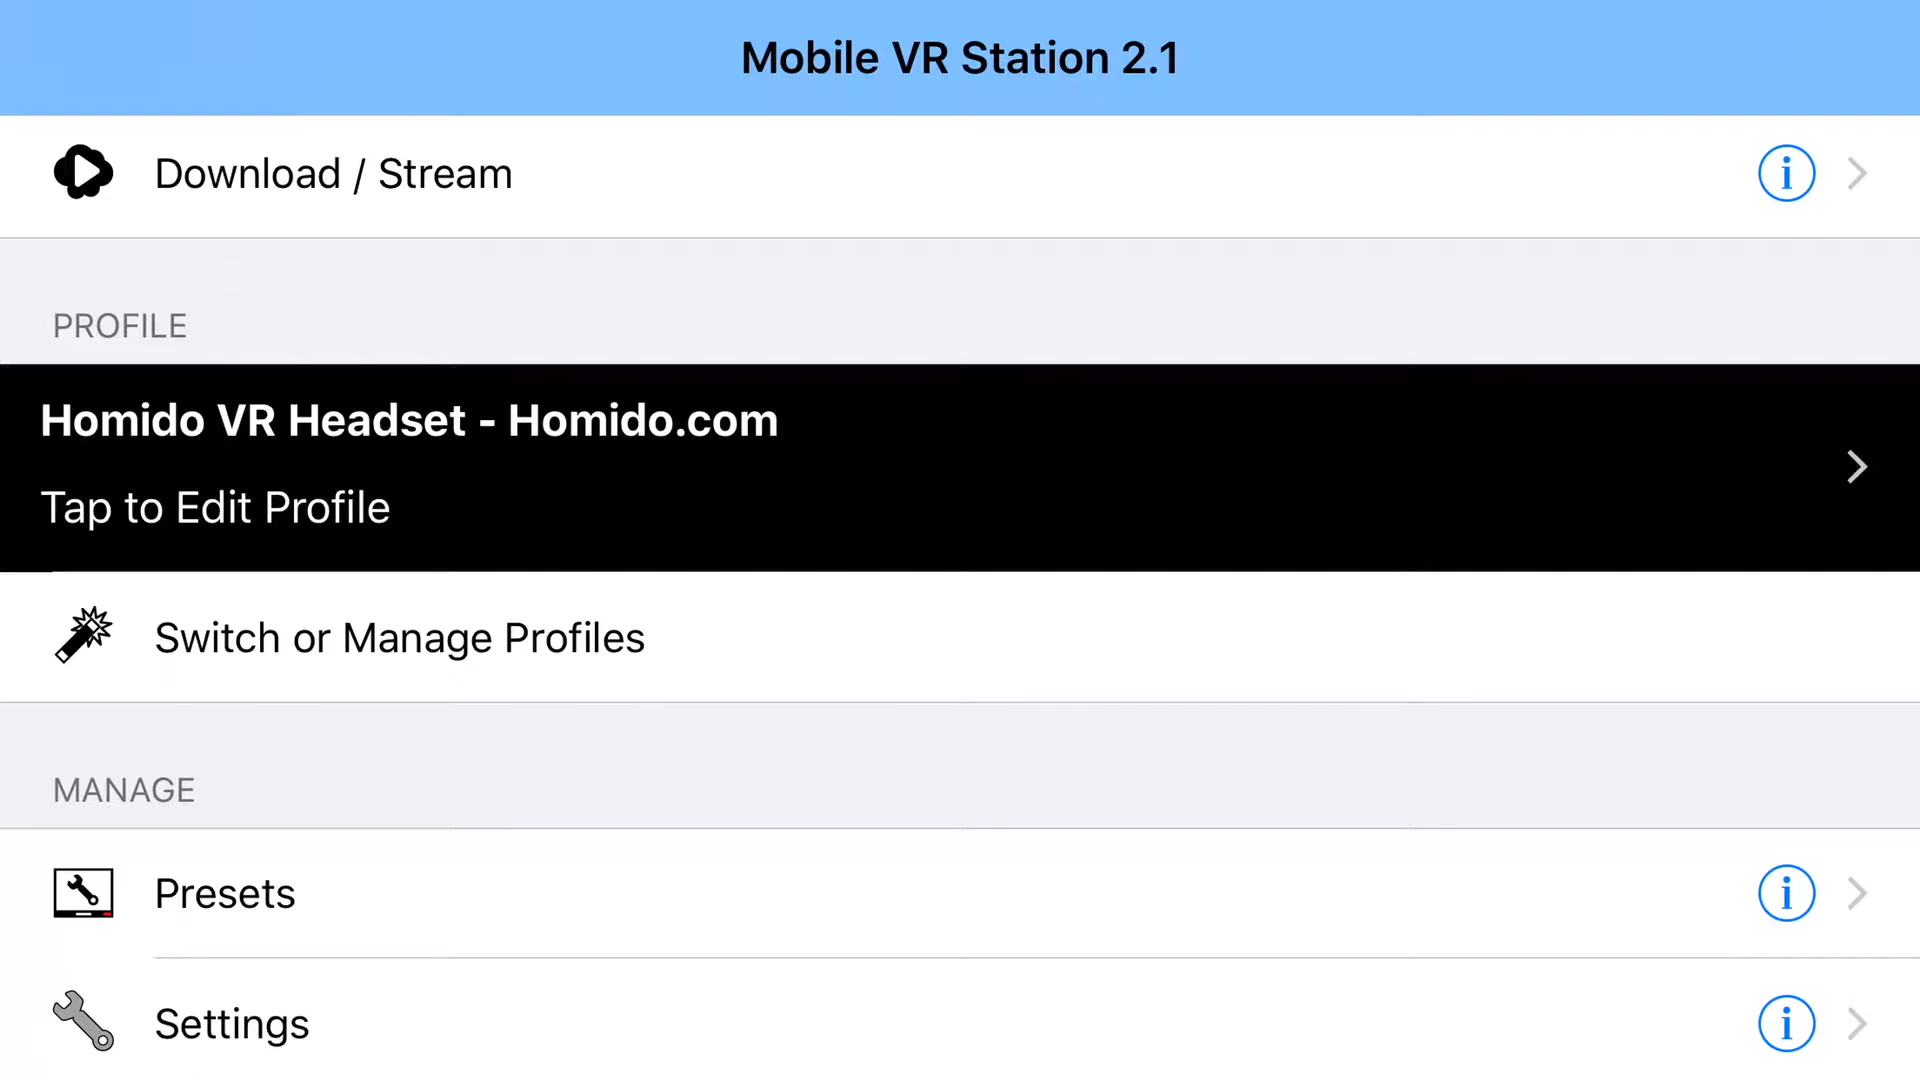 Mobile VR Station 2.1
Download / Stream
PROFILE
Homido VR Headset - Homido.com
Tap to Edit Profile
Switch or Manage Profiles
MANAGE
Presets
Settings